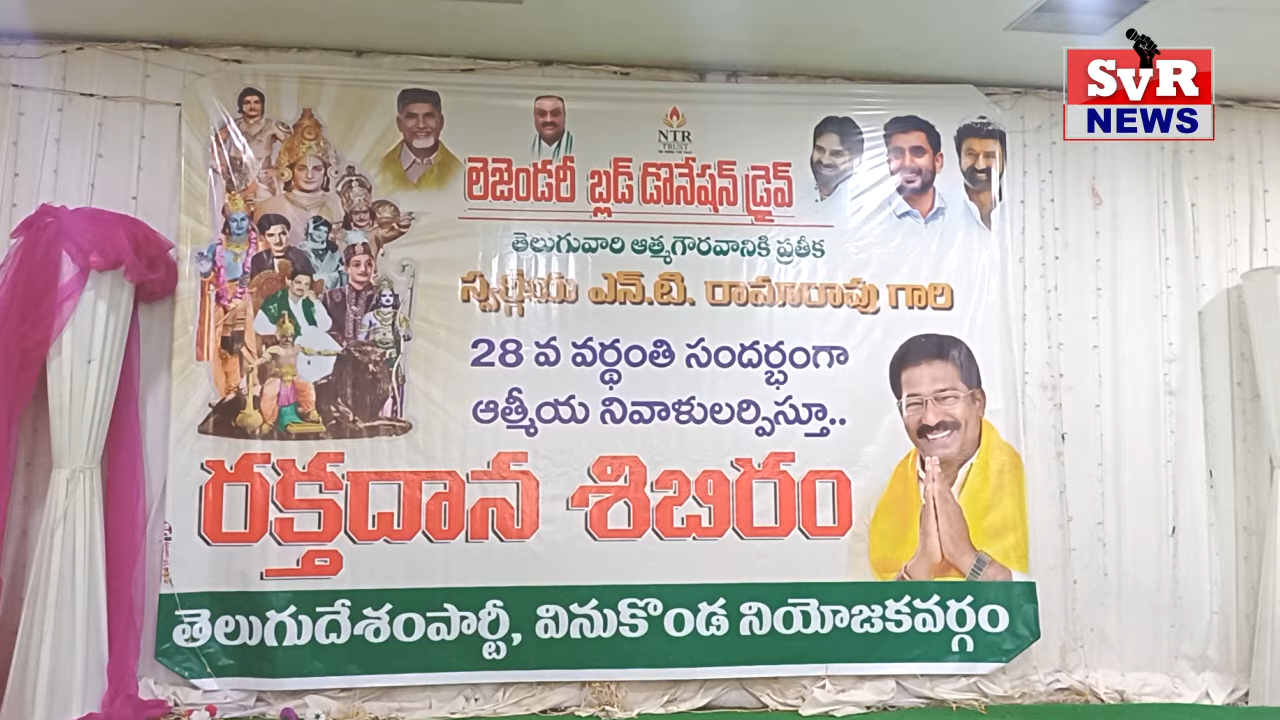 SVR
NEWS
NTR
TRUST
లెజెండరీ బ్లడ్ డొనేషన్ డ్రైవ్
తెలుగువారి ఆత్మగౌరవానికి ప్రతీక
స్వర్గీయ ఎన్.టి. రామారావు గారి
28 వ వర్థంతి సందర్భంగా
ఆత్మీయ నివాళులర్పిస్తూ..
రక్తదాన శిబిరం
తెలుగుదేశంపార్టీ, వినుకొండ నియోజకవర్గం